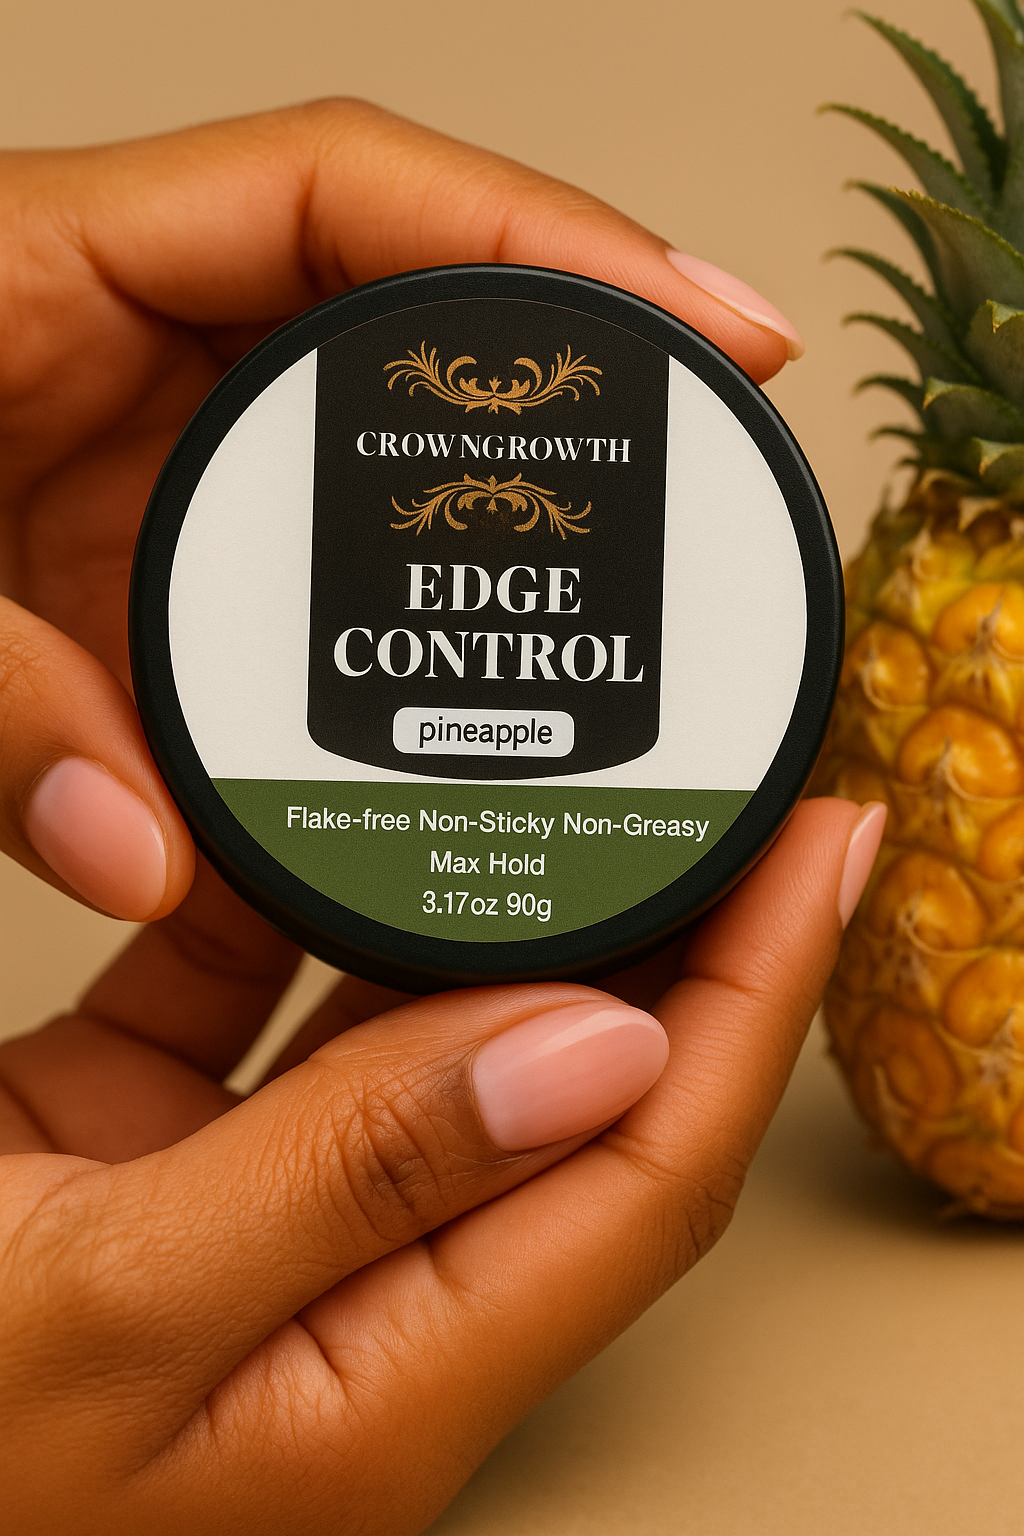 CROWNGROWTH
EDGE
CONTROL
pineapple
Flake-free Non-Sticky Non-Greasy
Max Hold
3.17oz 90g